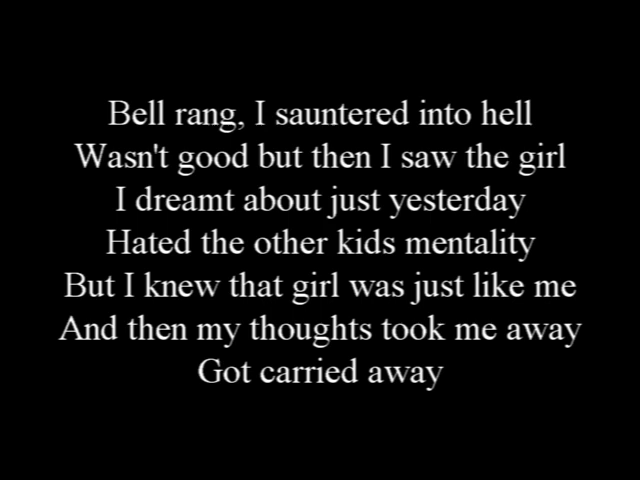 Bell rang, I sauntered into hell
Wasn't good but then I saw the girl
I dreamt about just yesterday
Hated the other kids mentality
But I knew that girl was just like me
And then my thoughts took me away
Got carried away